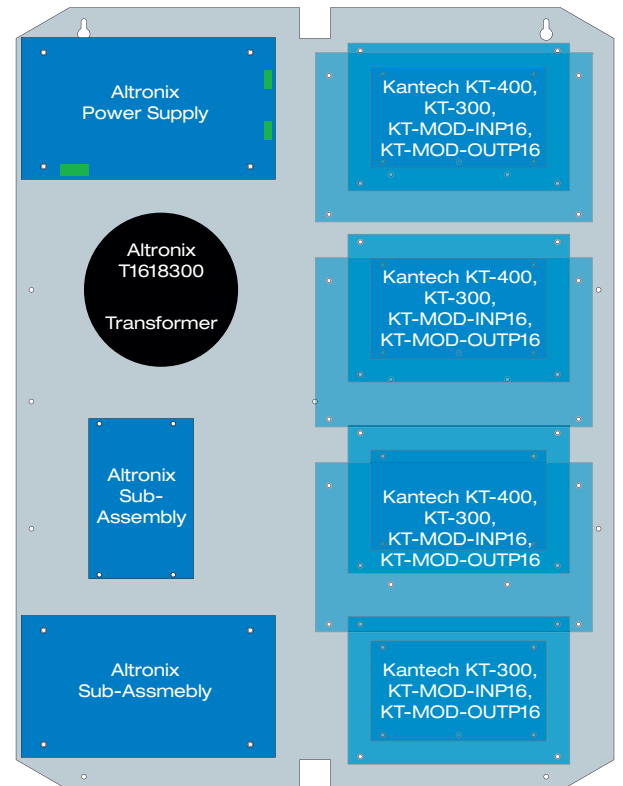 Altronix
Power Supply
Altronix
T1618300
Transformer
Altronix
Sub-
Assembly
Altronix
Sub-Assmebly
Kantech KT-400,
KT-300,
KT-MOD-INP16,
KT-MOD-OUTP16
Kantech KT-400,
KT-300,
KT-MOD-INP16,
KT-MOD-OUTP16
Kantech KT-400,
KT-300,
KT-MOD-INP16,
KT-MOD-OUTP16
Kantech KT-300,
KT-MOD-INP16,
KT-MOD-OUTP16